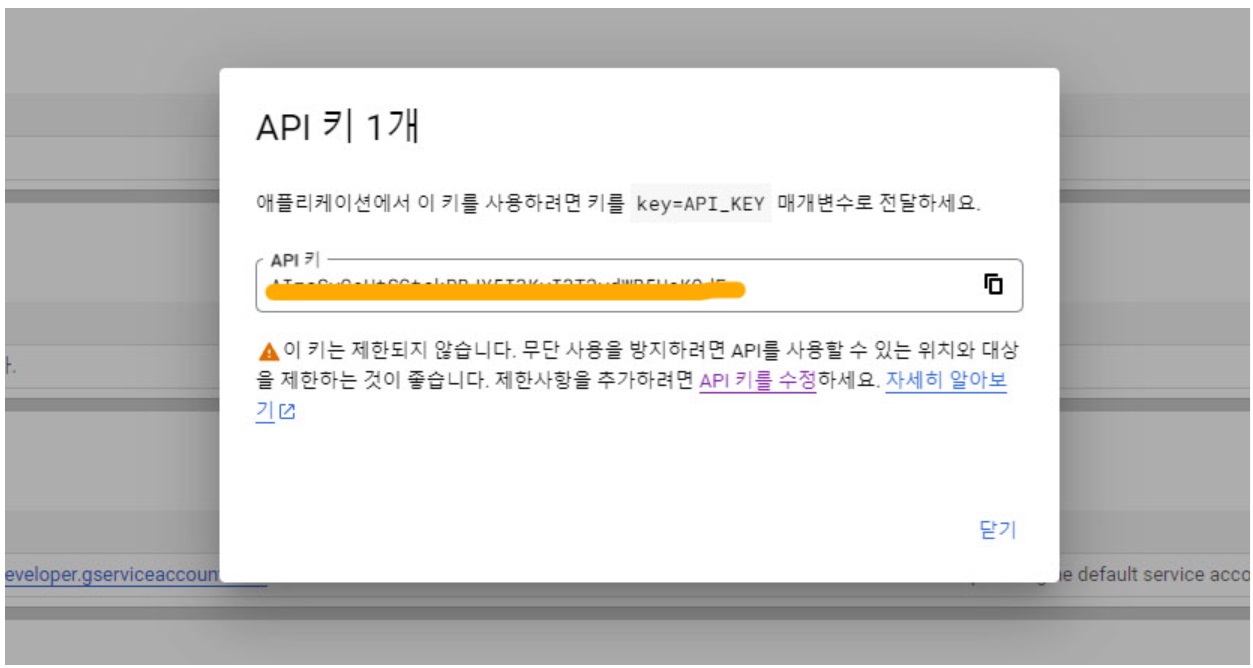 API 키 1개
애플리케이션에서 이 키를 사용하려면 키를 key=API_KEY 매개변수로 전달하세요.
API 키
이 키는 제한되지 않습니다. 무단 사용을 방지하려면 API를 사용할 수 있는 위치와 대상
을 제한하는 것이 좋습니다. 제한사항을 추가하려면 API 키를 수정하세요. 자세히 알아보
기
닫기
eveloper.gserviceaccoun
e default service acco